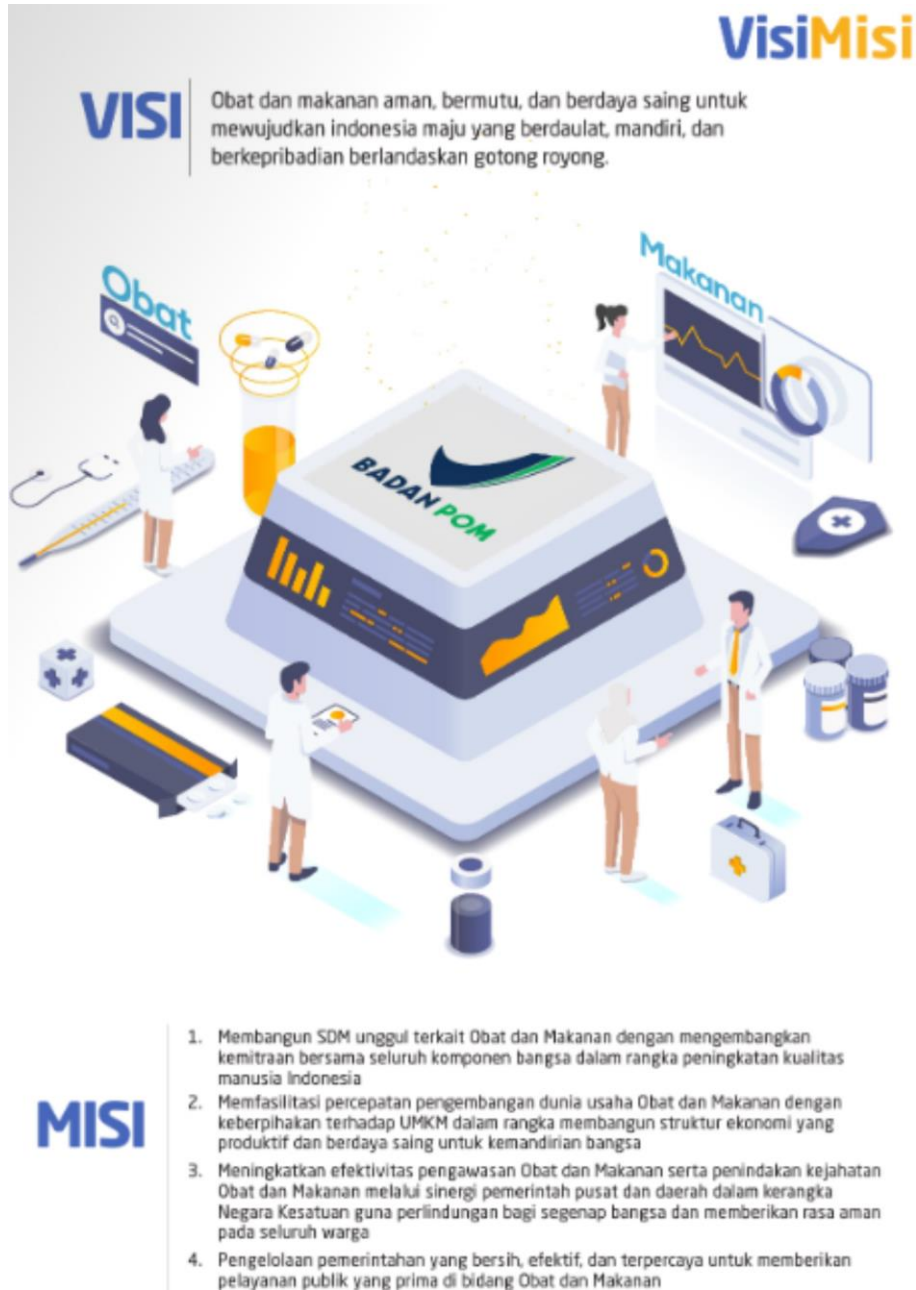 VisiMisi
VISI
Obat dan makanan aman, bermutu, dan berdaya saing untuk
mewujudkan indonesia maju yang berdaulat, mandiri, dan
berkepribadian berlandaskan gotong royong.
Obat
Makanan
BADAN POM
MISI
1. Membangun SDM unggul terkait Obat dan Makanan dengan mengembangkan
kemitraan bersama seluruh komponen bangsa dalam rangka peningkatan kualitas
manusia Indonesia
2. Memfasilitasi percepatan pengembangan dunia usaha Obat dan Makanan dengan
keberpihakan terhadap UMKM dalam rangka membangun struktur ekonomi yang
produktif dan berdaya saing untuk kemandirian bangsa
3. Meningkatkan efektivitas pengawasan Obat dan Makanan serta penindakan kejahatan
Obat dan Makanan melalui sinergi pemerintah pusat dan daerah dalam kerangka
Negara Kesatuan guna perlindungan bagi segenap bangsa dan memberikan rasa aman
pada seluruh warga
4. Pengelolaan pemerintahan yang bersih, efektif, dan terpercaya untuk memberikan
pelayanan publik yang prima di bidang Obat dan Makanan